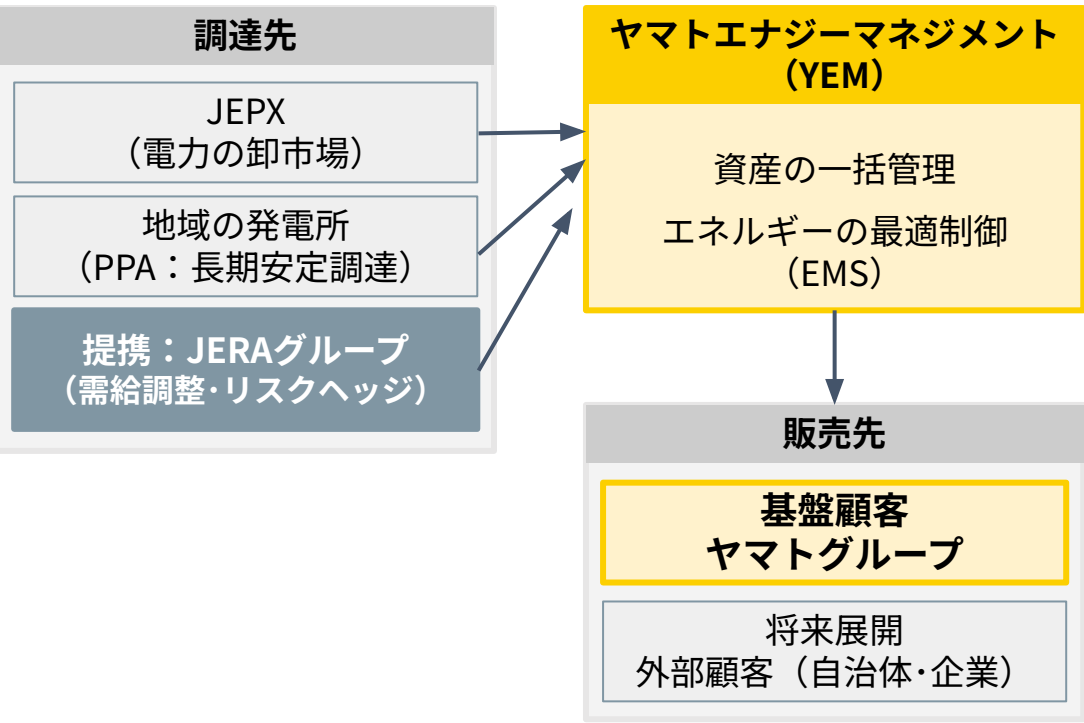 調達先
JEPX
（電力の卸市場）
地域の発電所
（PPA：長期安定調達）
提携：JERAグループ
（需給調整･リスクヘッジ）
ヤマトエナジーマネジメント
（YEM）
資産の一括管理
エネルギーの最適制御
（EMS）
販売先
基盤顧客
ヤマトグループ
将来展開
外部顧客（自治体･企業）